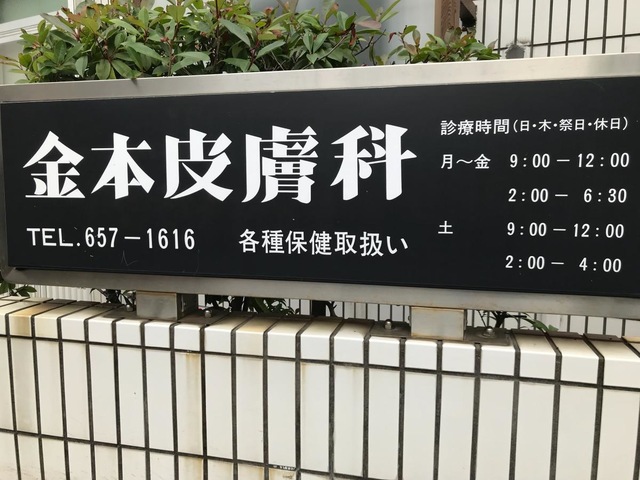 金本皮膚科
TEL.657-1616 各種保健取扱い
診療時間(日・木・祭日・休日)
月～金 9:00-12:00
2:00- 6:30
土 9:00-12:00
2:00- 4:00